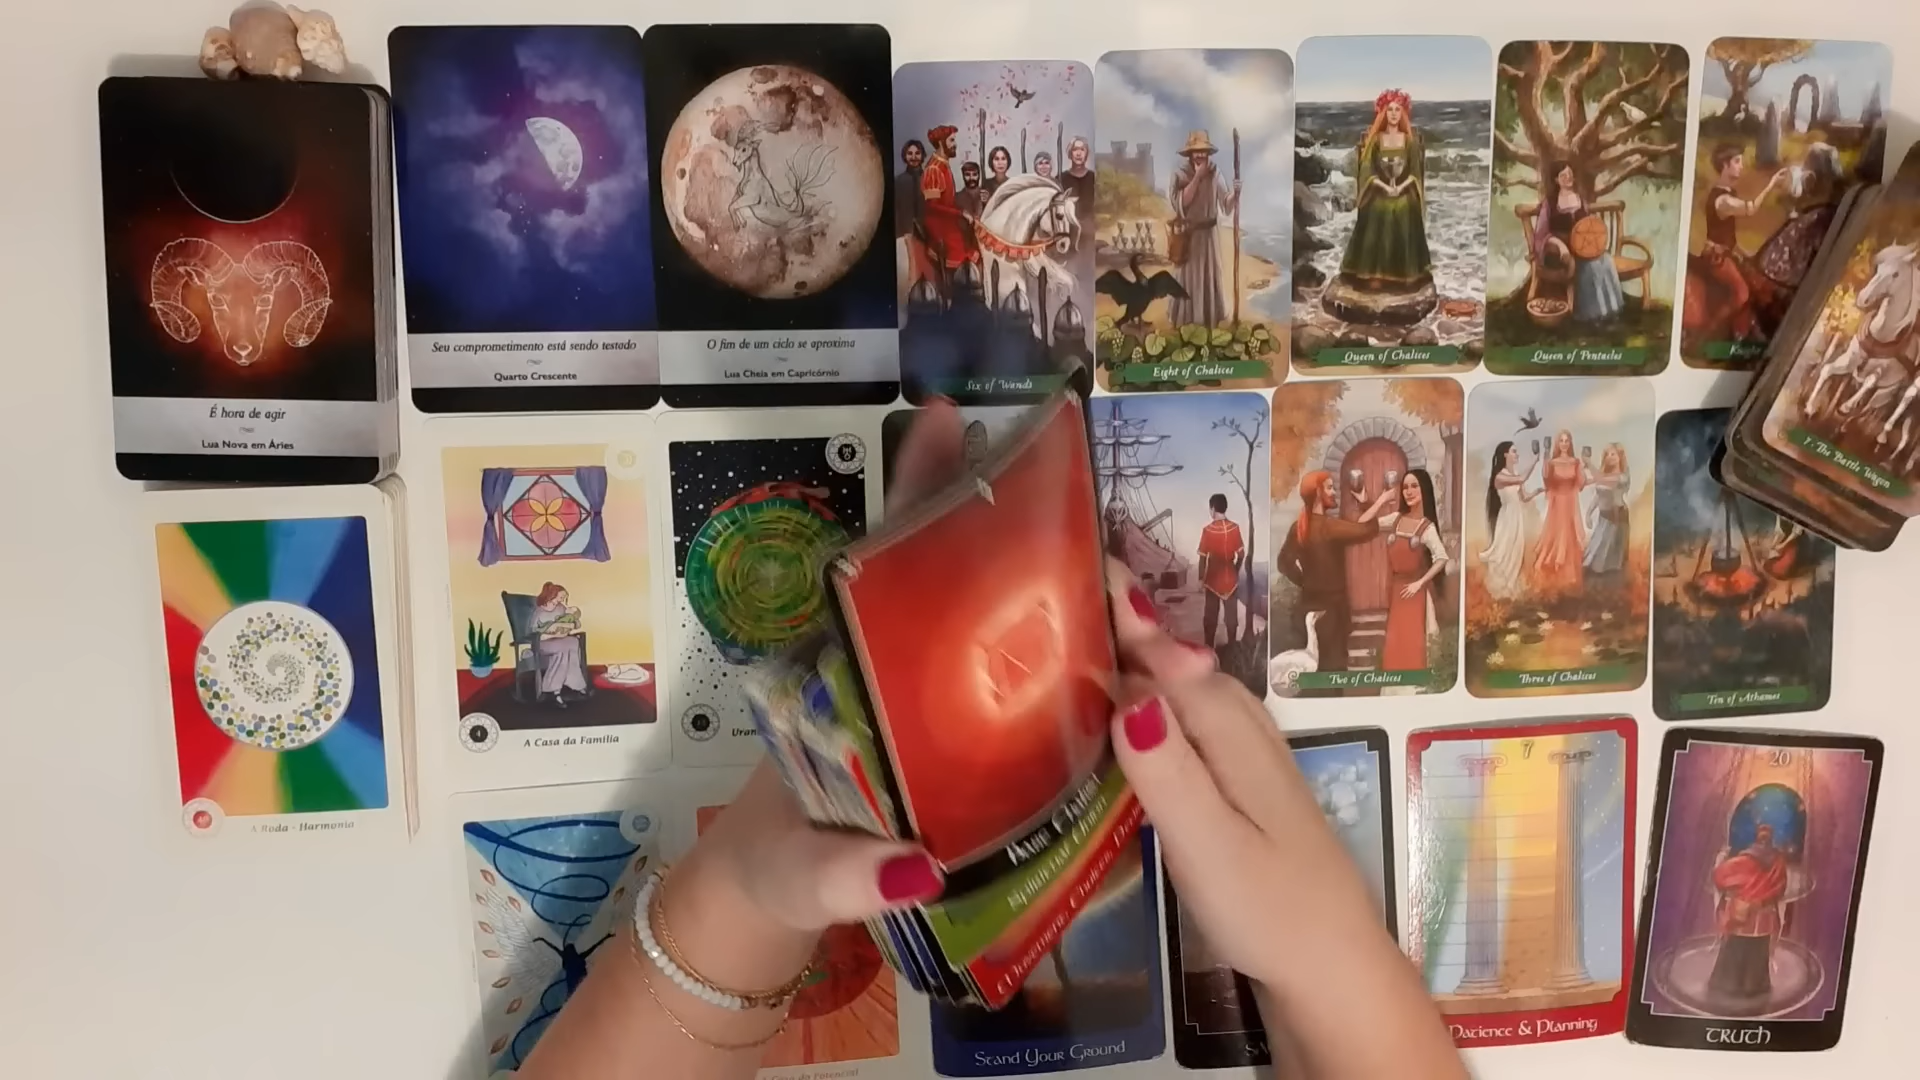 É hora de agir
Lua Nova em Áries
Seu comprometimento está sendo testado
Quarto Crescente
O fim de um ciclo se aproxima
Lua Cheia em Capricórnio
Six of Wands
Eight of Chalices
Queen of Chalices
Queen of Pentacles
7. The Battle Wagon
A Roda - Harmonia
4
A Casa da Família
Two of Chalices
Three of Chalices
Ten of Athames
Stand Your Ground
7
Patience & Planning
20
Truth